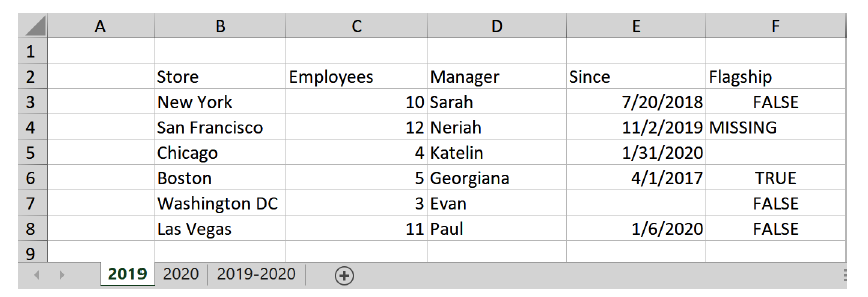 A B C D E F
1
2 Store Employees Manager Since Flagship
3 New York 10 Sarah 7/20/2018 FALSE
4 San Francisco 12 Neriah 11/2/2019 MISSING
5 Chicago 4 Katelin 1/31/2020
6 Boston 5 Georgiana 4/1/2017 TRUE
7 Washington DC 3 Evan FALSE
8 Las Vegas 11 Paul 1/6/2020 FALSE
9
2019 2020 2019-2020